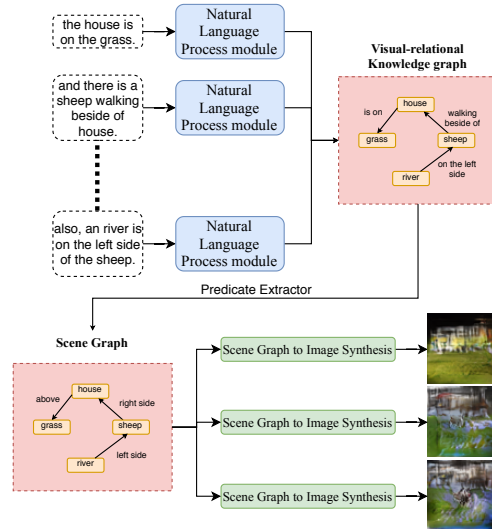 the house is
on the grass.
Natural
Language
Process module
and there is a
sheep walking
beside of
house.
Natural
Language
Process module
also, an river is
on the left side
of the sheep.
Natural
Language
Process module
Visual-relational
Knowledge graph
house
is on
walking
beside of
grass
sheep
on the left
side
river
Predicate Extractor
Scene Graph
house
above
right side
grass
sheep
left side
river
Scene Graph to Image Synthesis
Scene Graph to Image Synthesis
Scene Graph to Image Synthesis